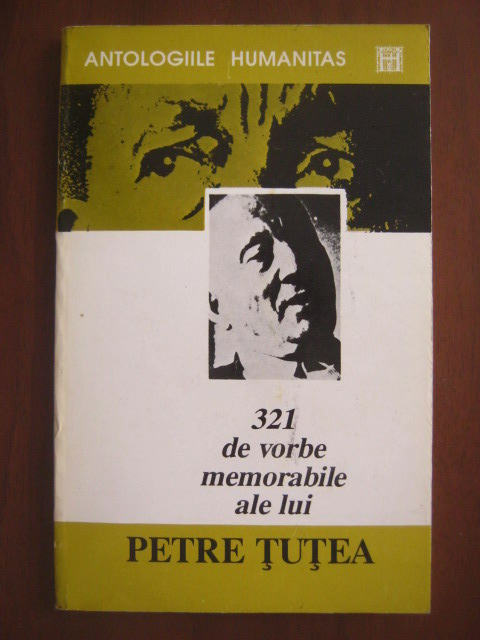 ANTOLOGIILE HUMANITAS
321
de vorbe
memorabile
ale lui
PETRE ŢUŢEA